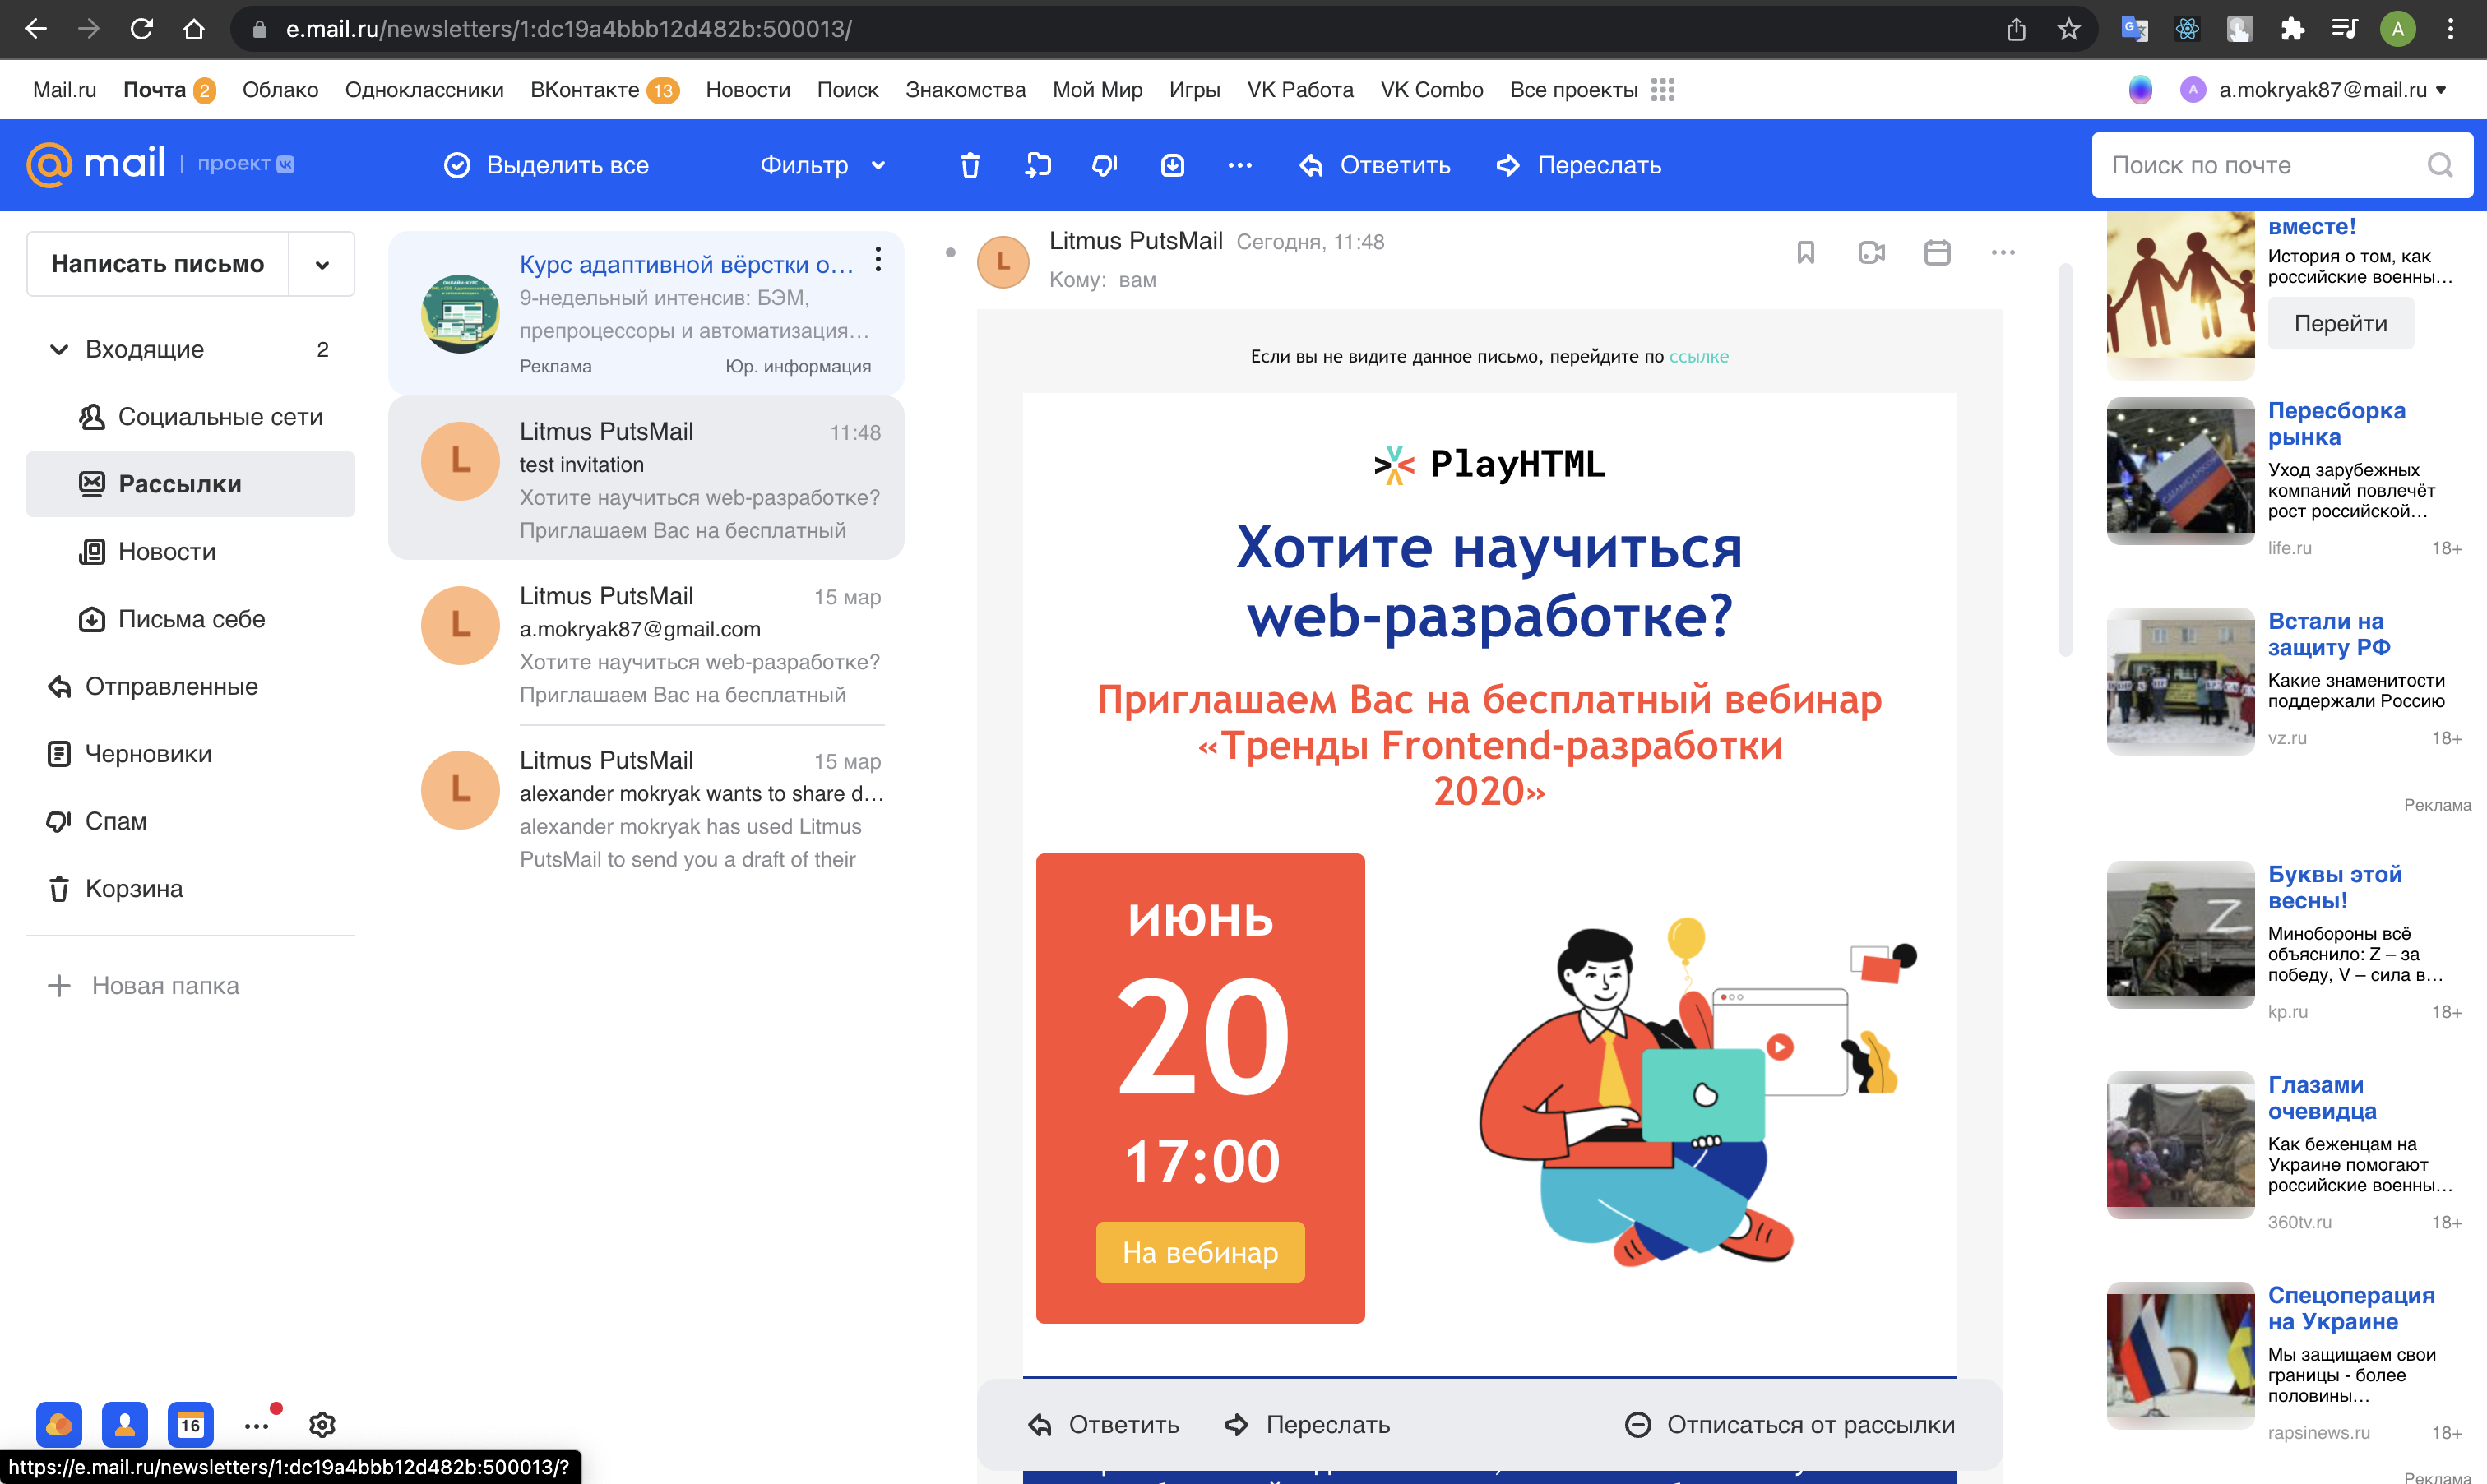 e.mail.ru/newsletters/1:dc19a4bbb12d482b:500013/
A
Mail.ru Почта 2 Облако Одноклассники ВКонтакте 13 Новости Поиск Знакомства Мой Мир Игры VK Работа VK Combo Все проекты
A a.mokryak87@mail.ru
@mail проект
Выделить все Фильтр Ответить Переслать
Поиск по почте
Написать письмо
Входящие 2
Социальные сети
Рассылки
Новости
Письма себе
Отправленные
Черновики
Спам
Корзина
Новая папка
16
https://e.mail.ru/newsletters/1:dc19a4bbb12d482b:500013/?
Курс адаптивной вёрстки о…
9-недельный интенсив: БЭМ,
препроцессоры и автоматизация…
Реклама Юр. информация
L
Litmus PutsMail 11:48
test invitation
Хотите научиться web-разработке?
Приглашаем Вас на бесплатный
L
Litmus PutsMail 15 мар
a.mokryak87@gmail.com
Хотите научиться web-разработке?
Приглашаем Вас на бесплатный
L
Litmus PutsMail 15 мар
alexander mokryak wants to share d…
alexander mokryak has used Litmus
PutsMail to send you a draft of their
L
Litmus PutsMail Сегодня, 11:48
Кому: вам
Если вы не видите данное письмо, перейдите по ссылке
PlayHTML
Хотите научиться
web-разработке?
Приглашаем Вас на бесплатный вебинар
«Тренды Frontend-разработки
2020»
ИЮНЬ
20
17:00
На вебинар
Ответить Переслать Отписаться от рассылки
вместе!
История о том, как
российские военны…
Перейти
Пересборка
рынка
Уход зарубежных
компаний повлечёт
рост российской…
life.ru 18+
Встали на
защиту РФ
Какие знаменитости
поддержали Россию
vz.ru 18+
Реклама
Z
Буквы этой
весны!
Минобороны всё
объяснило: Z – за
победу, V – сила в…
kp.ru 18+
Глазами
очевидца
Как беженцам на
Украине помогают
российские военны…
360tv.ru 18+
Спецоперация
на Украине
Мы защищаем свои
границы - более
половины…
rapsinews.ru 18+
Реклама